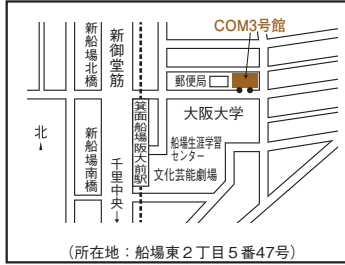 COM3号館
新船場北橋
新御堂筋
郵便局
箕面船場阪大前駅
大阪大学
北
新船場南橋
千里中央→
船場生涯学習
センター
文化芸能劇場
(所在地：船場東2丁目5番47号)